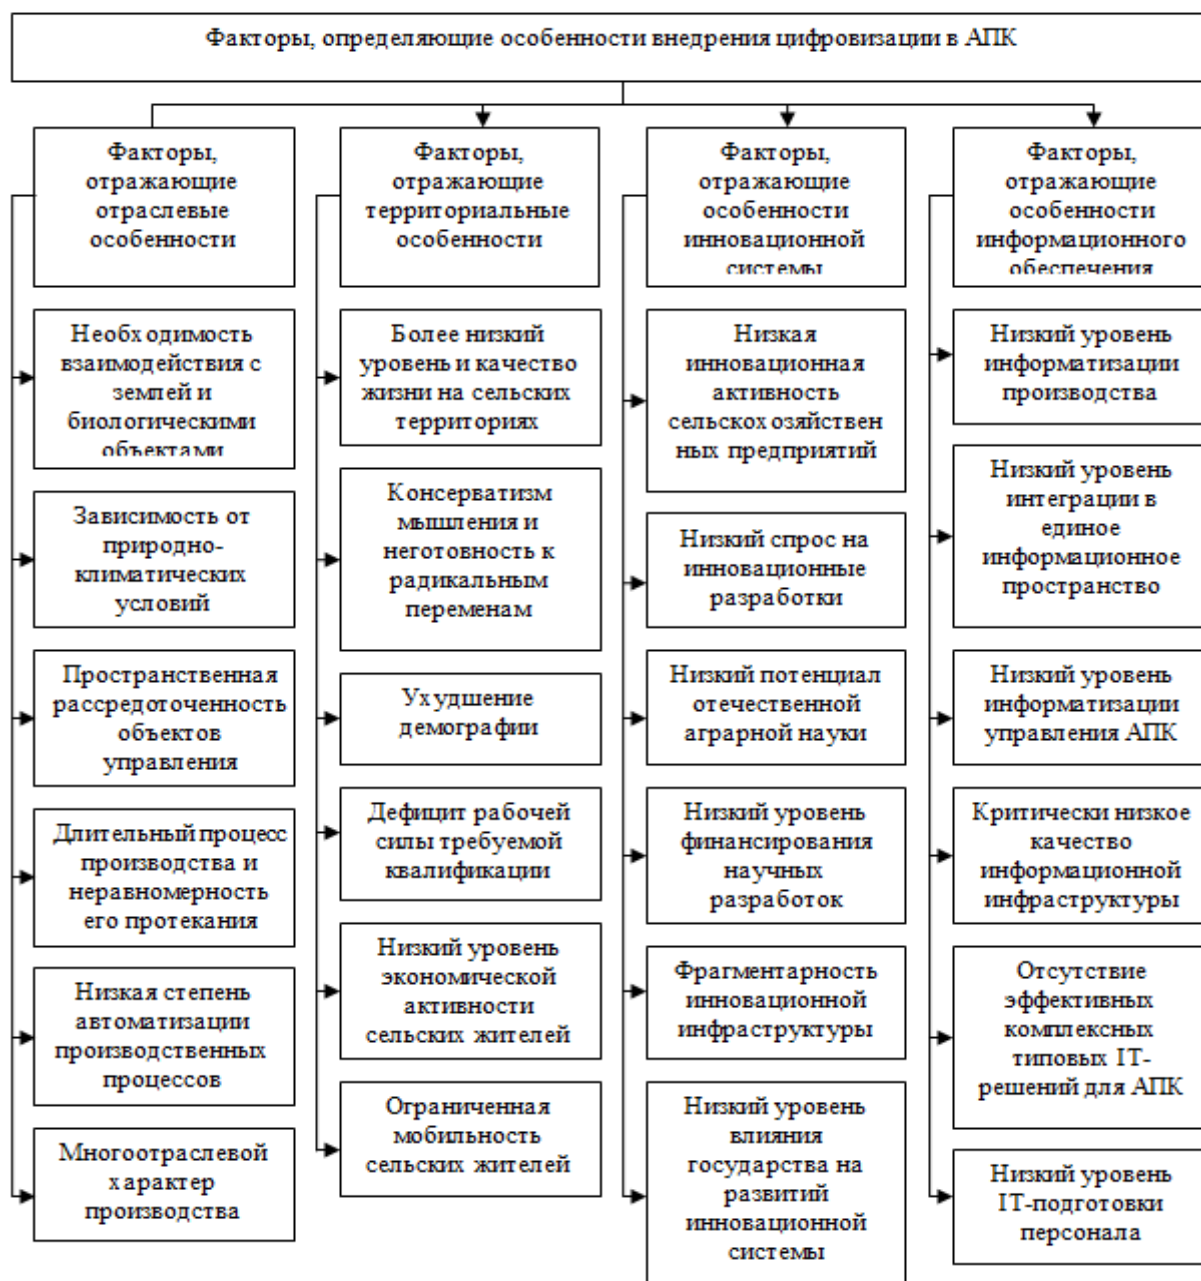 Факторы, определяющие особенности внедрения цифровизации в АПК
Факторы,
отражающие
отраслевые
особенности
Необходимость
взаимодействия с
землей и
биологическими
объектами
Зависимость от
природно-
климатических
условий
Пространственная
рассредоточенность
объектов
управления
Длительный процесс
производства и
неравномерность
его протекания
Низкая степень
автоматизации
производственных
процессов
Многоотраслевой
характер
производства
Факторы,
отражающие
территориальные
особенности
Более низкий
уровень и качество
жизни на сельских
территориях
Консерватизм
мышления и
неготовность к
радикальным
переменам
Ухудшение
демографии
Дефицит рабочей
силы требуемой
квалификации
Низкий уровень
экономической
активности
сельских жителей
Ограниченная
мобильность
сельских жителей
Факторы,
отражающие
особенности
инновационной
системы
Низкая
инновационная
активность
сельскохозяйствен
ных предприятий
Низкий спрос на
инновационные
разработки
Низкий потенциал
отечественной
аграрной науки
Низкий уровень
финансирования
научных
разработок
Фрагментарность
инновационной
инфраструктуры
Низкий уровень
влияния
государства на
развитий
инновационной
системы
Факторы,
отражающие
особенности
информационного
обеспечения
Низкий уровень
информатизации
производства
Низкий уровень
интеграции в
единое
информационное
пространство
Низкий уровень
информатизации
управления АПК
Критически низкое
качество
информационной
инфраструктуры
Отсутствие
эффективных
комплексных
типовых IT-
решений для АПК
Низкий уровень
IT-подготовки
персонала